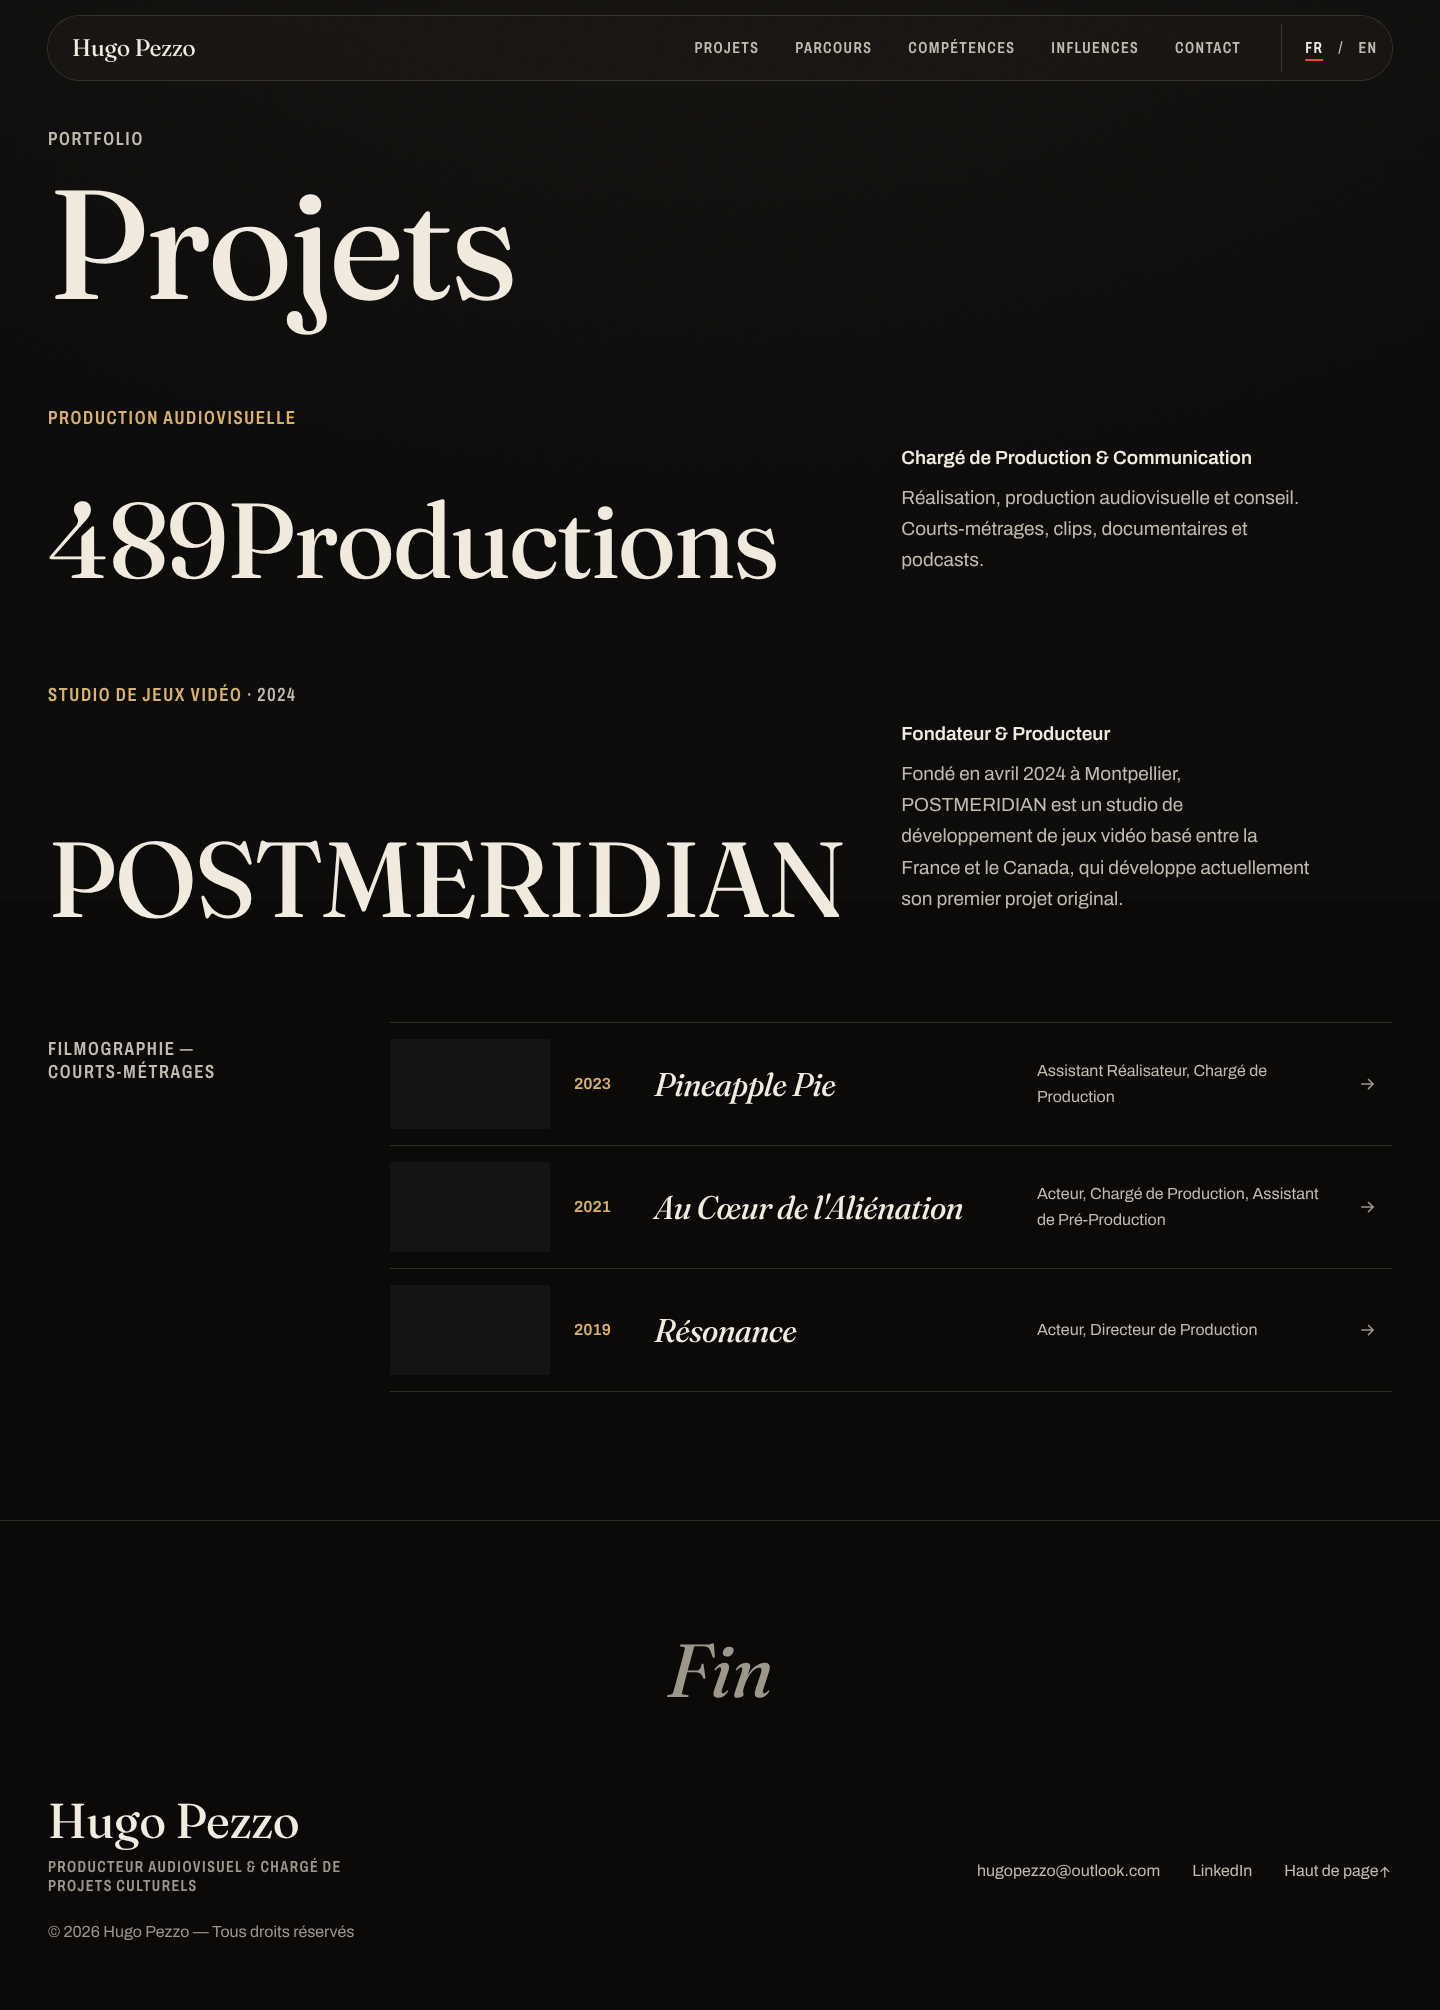 Hugo Pezzo
PROJETS
PARCOURS
COMPÉTENCES
INFLUENCES
CONTACT
FR / EN
PORTFOLIO
Projets
PRODUCTION AUDIOVISUELLE
489Productions
Chargé de Production & Communication
Réalisation, production audiovisuelle et conseil.
Courts-métrages, clips, documentaires et
podcasts.
STUDIO DE JEUX VIDÉO · 2024
POSTMERIDIAN
Fondateur & Producteur
Fondé en avril 2024 à Montpellier,
POSTMERIDIAN est un studio de
développement de jeux vidéo basé entre la
France et le Canada, qui développe actuellement
son premier projet original.
FILMOGRAPHIE —
COURTS-MÉTRAGES
2023
Pineapple Pie
Assistant Réalisateur, Chargé de
Production
→
2021
Au Cœur de l'Aliénation
Acteur, Chargé de Production, Assistant
de Pré-Production
→
2019
Résonance
Acteur, Directeur de Production
→
Fin
Hugo Pezzo
PRODUCTEUR AUDIOVISUEL & CHARGÉ DE
PROJETS CULTURELS
hugopezzo@outlook.com
LinkedIn
Haut de page↑
© 2026 Hugo Pezzo — Tous droits réservés